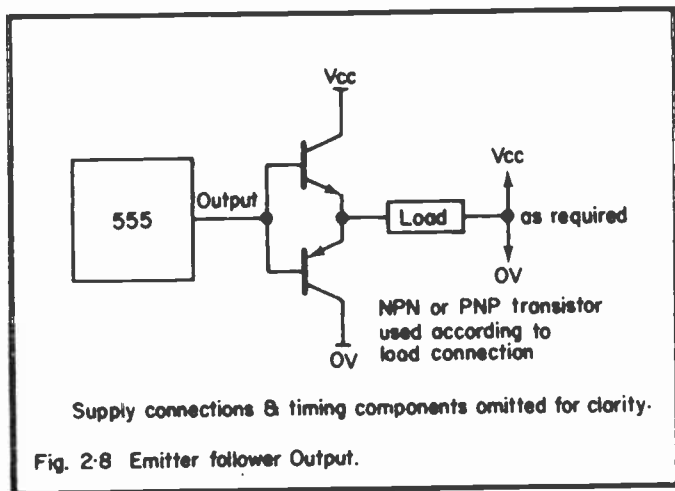 Vcc
Vcc
555
Output
Load
as required
OV
NPN or PNP transistor
used according to
load connection
OV
Supply connections & timing components omitted for clarity.
Fig. 2·8 Emitter follower Output.